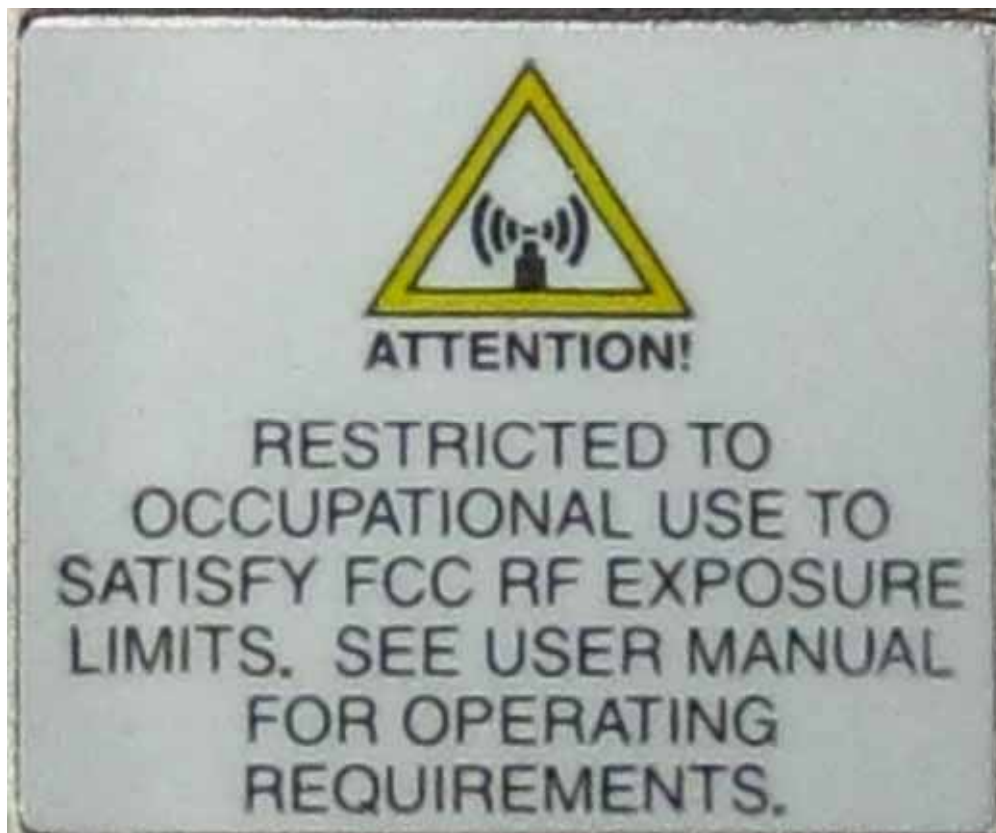 ATTENTION!
RESTRICTED TO
OCCUPATIONAL USE TO
SATISFY FCC RF EXPOSURE
LIMITS. SEE USER MANUAL
FOR OPERATING
REQUIREMENTS.